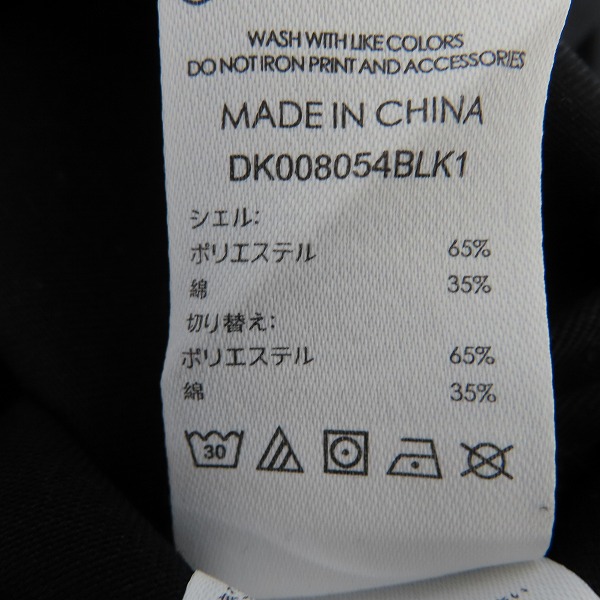 WASH WITH LIKE COLORS
DO NOT IRON PRINT AND ACCESSORIES
MADE IN CHINA
DK008054BLK1
シェル:
ポリエステル 65%
綿 35%
切り替え:
ポリエステル 65%
綿 35%
30